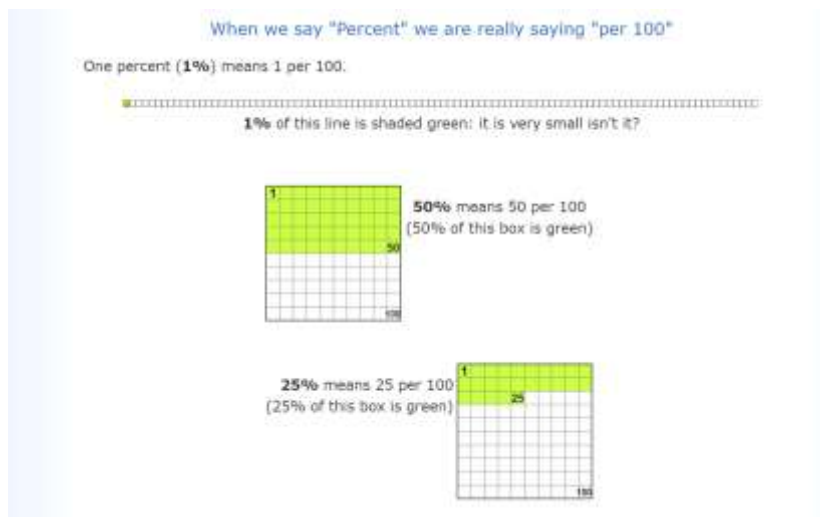 When we say "Percent" we are really saying "per 100"
One percent (1%) means 1 per 100.
1% of this line is shaded green: it is very small isn't it?
1
50% means 50 per 100
(50% of this box is green)
50
100
1
25% means 25 per 100
25
(25% of this box is green)
100